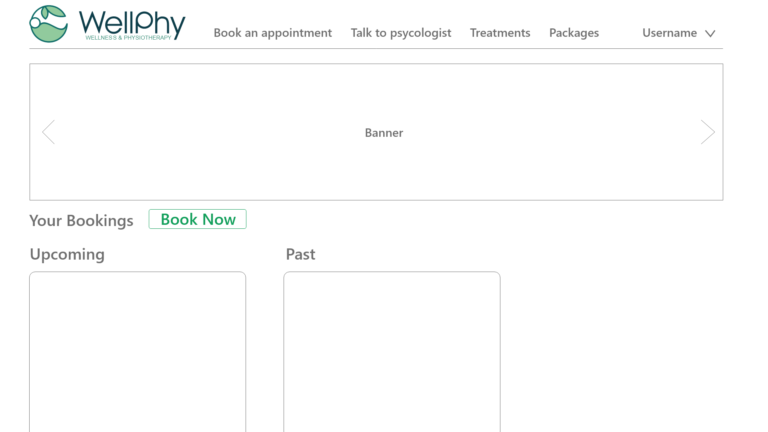 WellPhy
WELLNESS & PHYSIOTHERAPY
Book an appointment Talk to psycologist Treatments Packages Username
Banner
Your Bookings Book Now
Upcoming Past